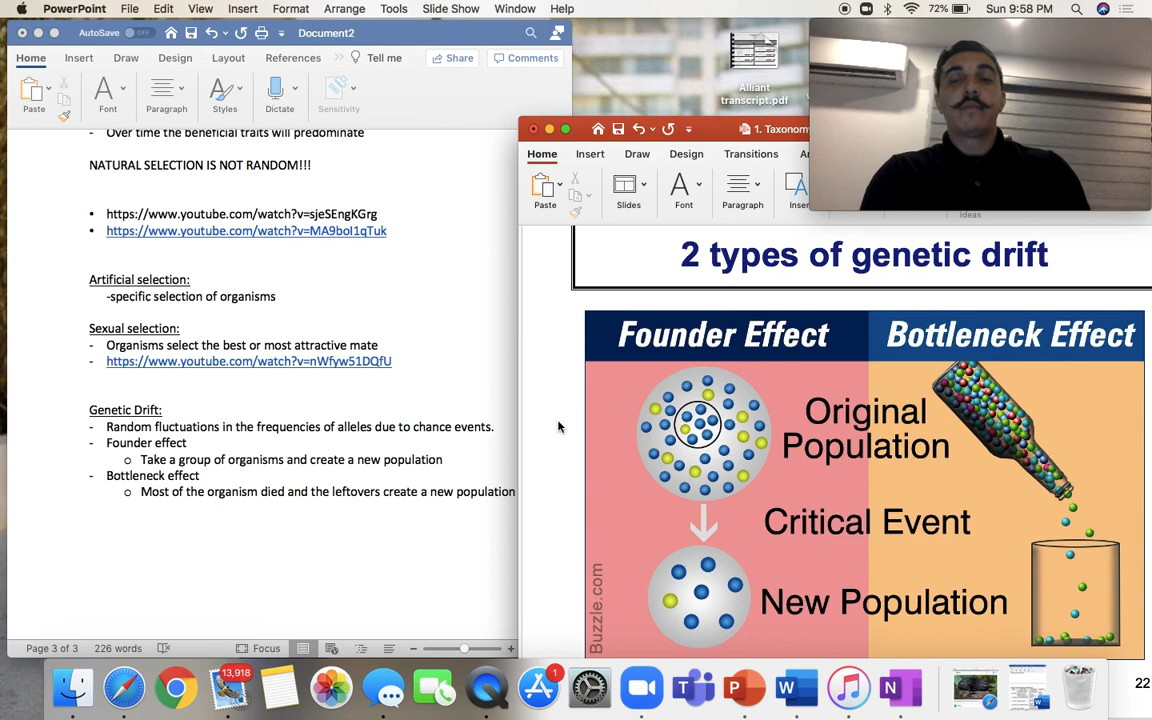 PowerPoint File Edit View Insert Format Arrange Tools Slide Show Window Help 72% Sun 9:58 PM
AutoSave OFF Document2
Home Insert Draw Design Layout References Tell me Share Comments
Paste Font Paragraph Styles Dictate Sensitivity
- Over time the beneficial traits will predominate
NATURAL SELECTION IS NOT RANDOM!!!
• https://www.youtube.com/watch?v=sjeSEngKGrg
• https://www.youtube.com/watch?v=MA9boI1qTuk
Artificial selection:
-specific selection of organisms
Sexual selection:
- Organisms select the best or most attractive mate
- https://www.youtube.com/watch?v=nWfyw51DQfU
Genetic Drift:
- Random fluctuations in the frequencies of alleles due to chance events.
- Founder effect
o Take a group of organisms and create a new population
- Bottleneck effect
o Most of the organism died and the leftovers create a new population
Page 3 of 3 226 words Focus
Alliant
transcript.pdf
1. Taxonomy
Home Insert Draw Design Transitions
Paste Slides Font Paragraph
Ideas
2 types of genetic drift
Founder Effect Bottleneck Effect
Original
Population
Critical Event
New Population
Buzzle.com
22
13,918
1